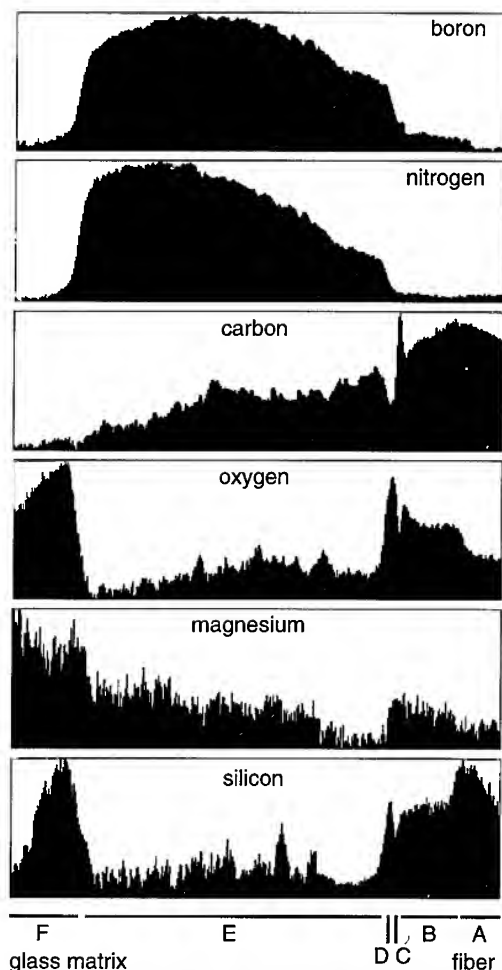 boron
nitrogen
carbon
oxygen
magnesium
silicon
F E D C B A
glass matrix fiber